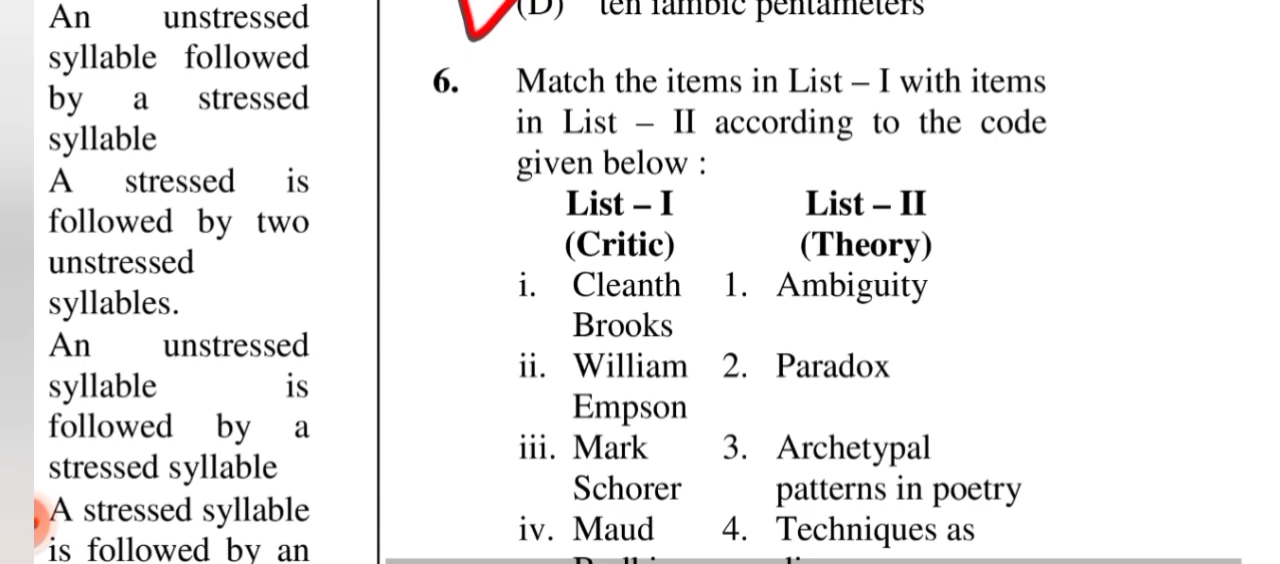 An unstressed
syllable followed
by a stressed
syllable
A stressed is
followed by two
unstressed
syllables.
An unstressed
syllable is
followed by a
stressed syllable
A stressed syllable
is followed by an
(D) ten iambic pentameters
6. Match the items in List – I with items
in List – II according to the code
given below :
List – I List – II
(Critic) (Theory)
i. Cleanth 1. Ambiguity
Brooks
ii. William 2. Paradox
Empson
iii. Mark 3. Archetypal
Schorer patterns in poetry
iv. Maud 4. Techniques as